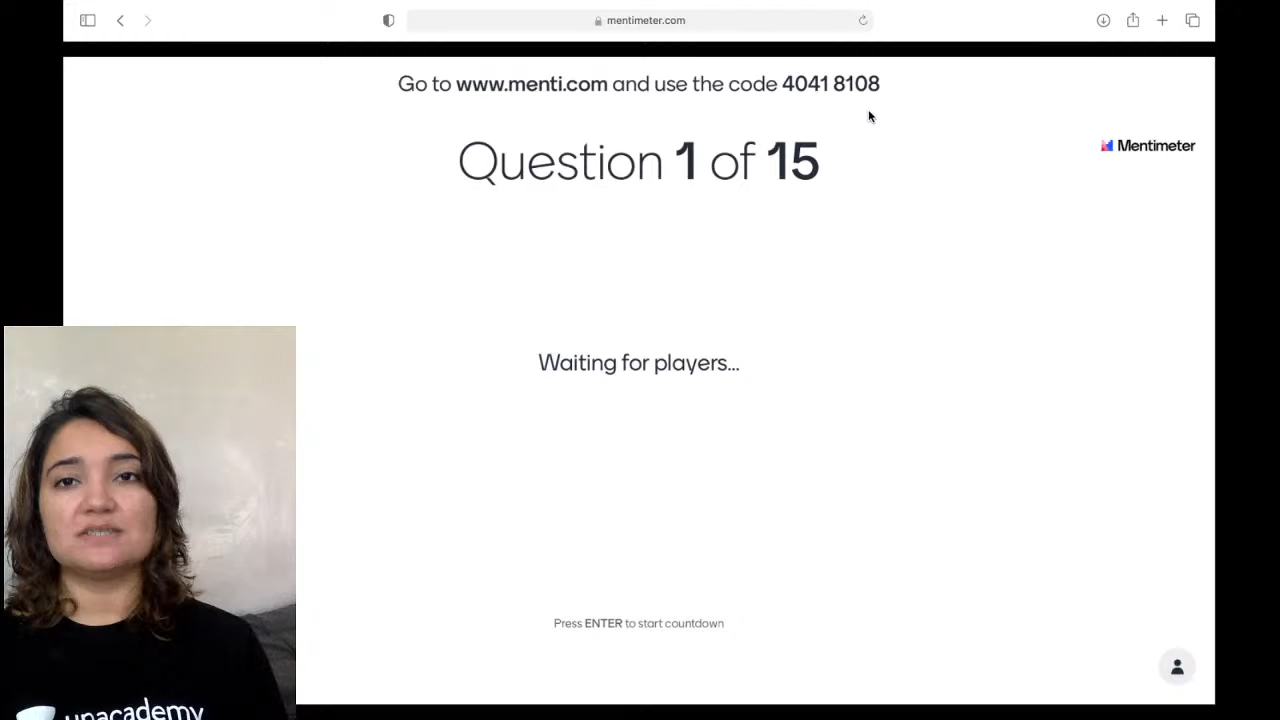 mentimeter.com
Go to www.menti.com and use the code 4041 8108
Mentimeter
Question 1 of 15
Waiting for players...
Press ENTER to start countdown
unacademy